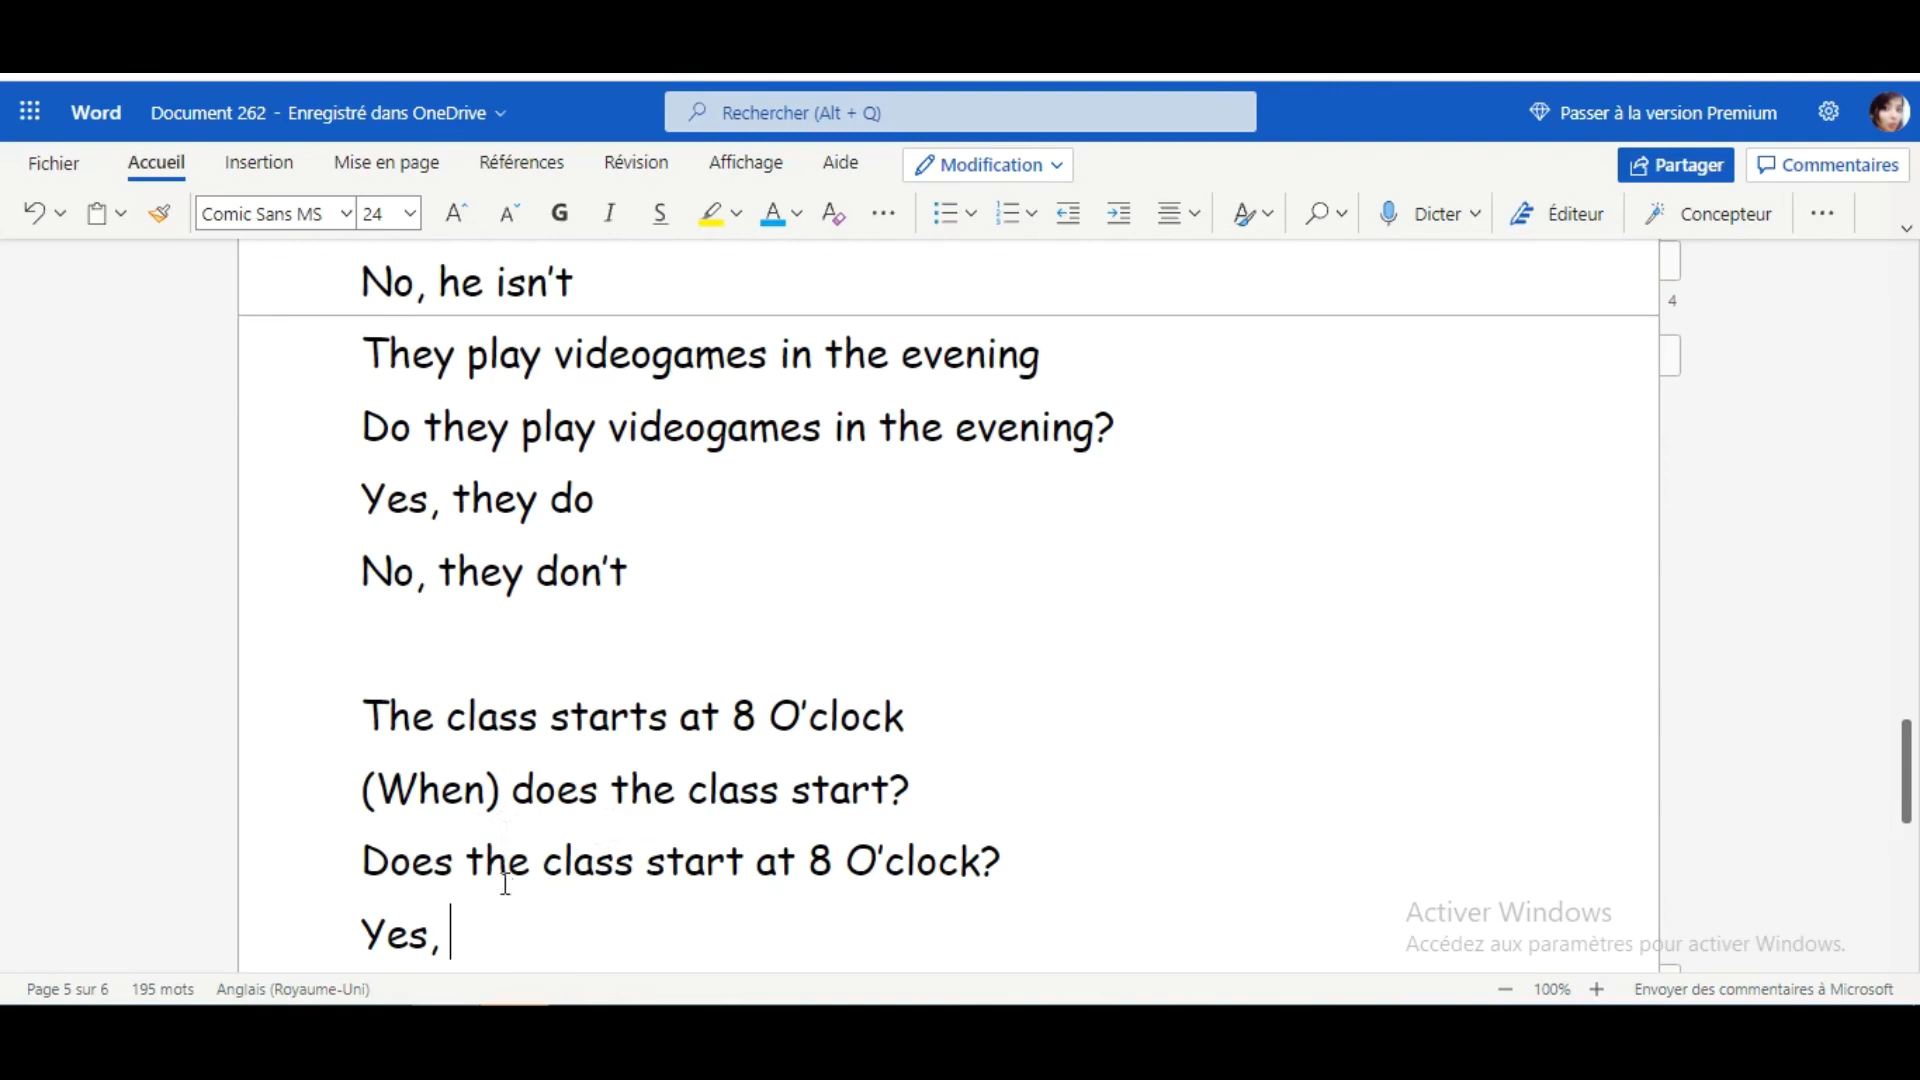 Word Document 262 - Enregistré dans OneDrive Rechercher (Alt + Q) Passer à la version Premium
Fichier Accueil Insertion Mise en page Références Révision Affichage Aide Modification Partager Commentaires
Comic Sans MS 24 A A G I S A A Dicter Éditeur Concepteur
No, he isn't
4
They play videogames in the evening
Do they play videogames in the evening?
Yes, they do
No, they don't
The class starts at 8 O'clock
(When) does the class start?
Does the class start at 8 O'clock?
Yes,
Activer Windows
Accédez aux paramètres pour activer Windows.
Page 5 sur 6 195 mots Anglais (Royaume-Uni) 100% Envoyer des commentaires à Microsoft